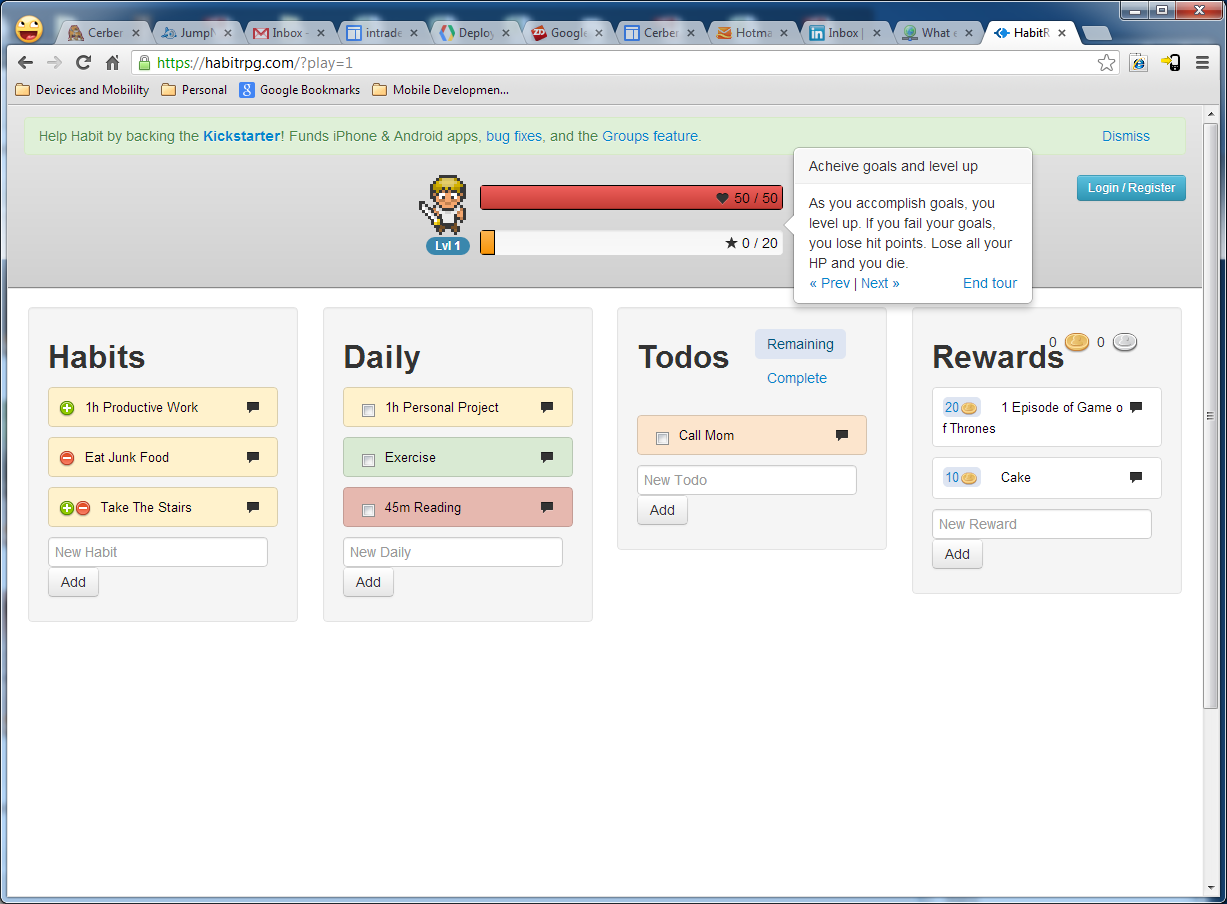 Cerber
JumpI
Inbox -
intrade
Deploy
Google
Cerber
Hotma
Inbox |
What e
HabitR
https://habitrpg.com/?play=1
Devices and Mobililty
Personal
8 Google Bookmarks
Mobile Developmen...
Help Habit by backing the Kickstarter! Funds iPhone & Android apps, bug fixes, and the Groups feature.
Dismiss
Acheive goals and level up
As you accomplish goals, you
level up. If you fail your goals,
you lose hit points. Lose all your
HP and you die.
« Prev | Next »
End tour
Login / Register
50 / 50
Lvl 1
0 / 20
Habits
1h Productive Work
Eat Junk Food
Take The Stairs
New Habit
Add
Daily
1h Personal Project
Exercise
45m Reading
New Daily
Add
Todos
Remaining
Complete
Call Mom
New Todo
Add
Rewards
0
0
20
1 Episode of Game o
f Thrones
10
Cake
New Reward
Add